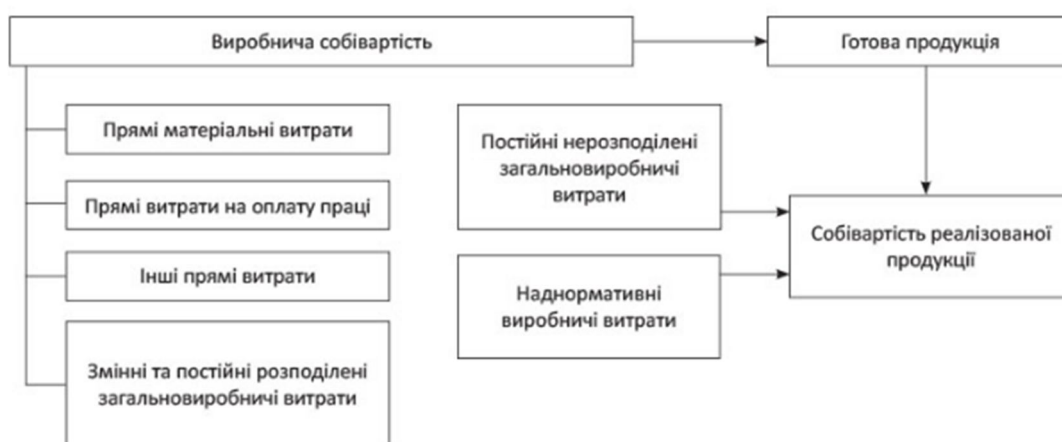 Виробнича собівартість
Готова продукція
Прямі матеріальні витрати
Прямі витрати на оплату праці
Інші прямі витрати
Змінні та постійні розподілені
загальновиробничі витрати
Постійні нерозподілені
загальновиробничі
витрати
Наднормативні
виробничі витрати
Собівартість реалізованої
продукції